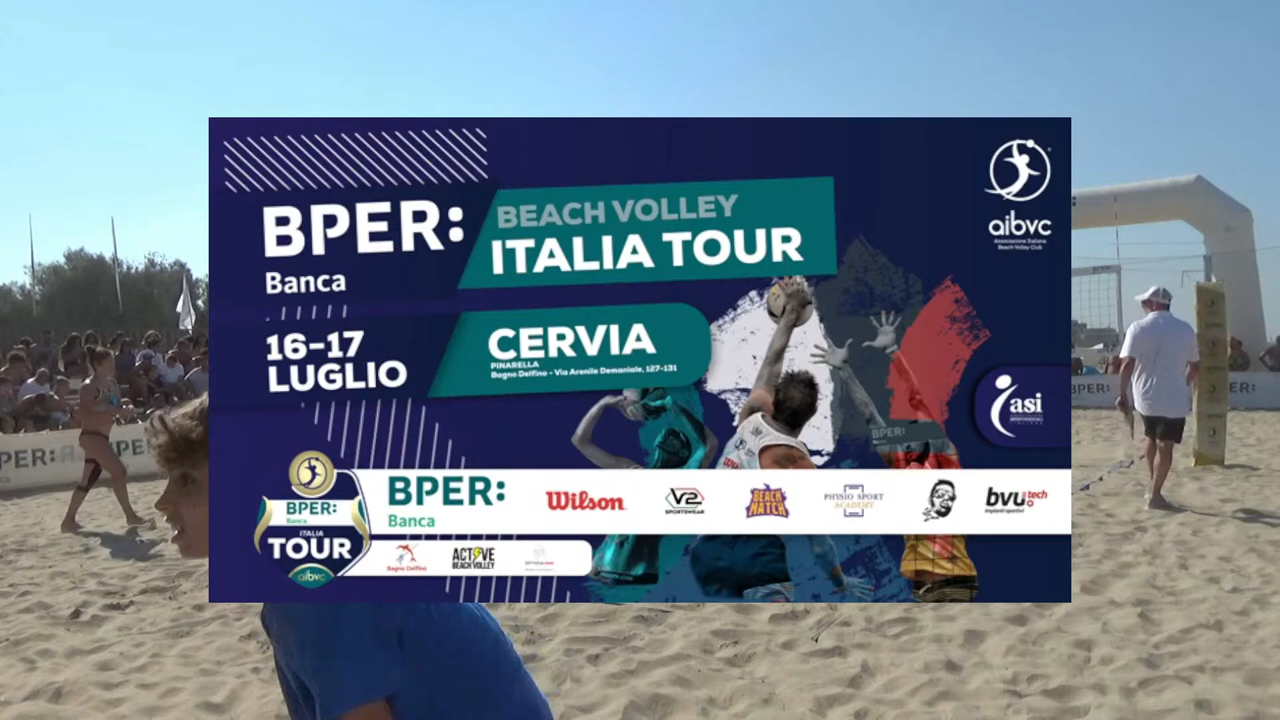 BPER:
Banca
BEACH VOLLEY
ITALIA TOUR
16-17
LUGLIO
CERVIA
PINARELLA
Bagno Delfino - Via Arenile Demaniale, 127-131
aibvc
Associazione Italiana
Beach Volley Club
asi
BPER:
Banca
ITALIA
TOUR
aibvc
BPER:
Banca
Wilson
V2
SPORTSWEAR
BEACH
MATCH
PHYSIO SPORT
ACADEMY
bvu tech
impianti sportivi
Bagno Delfino
ACTIVE
BEACH VOLLEY
BPER:
BPER:
ER: